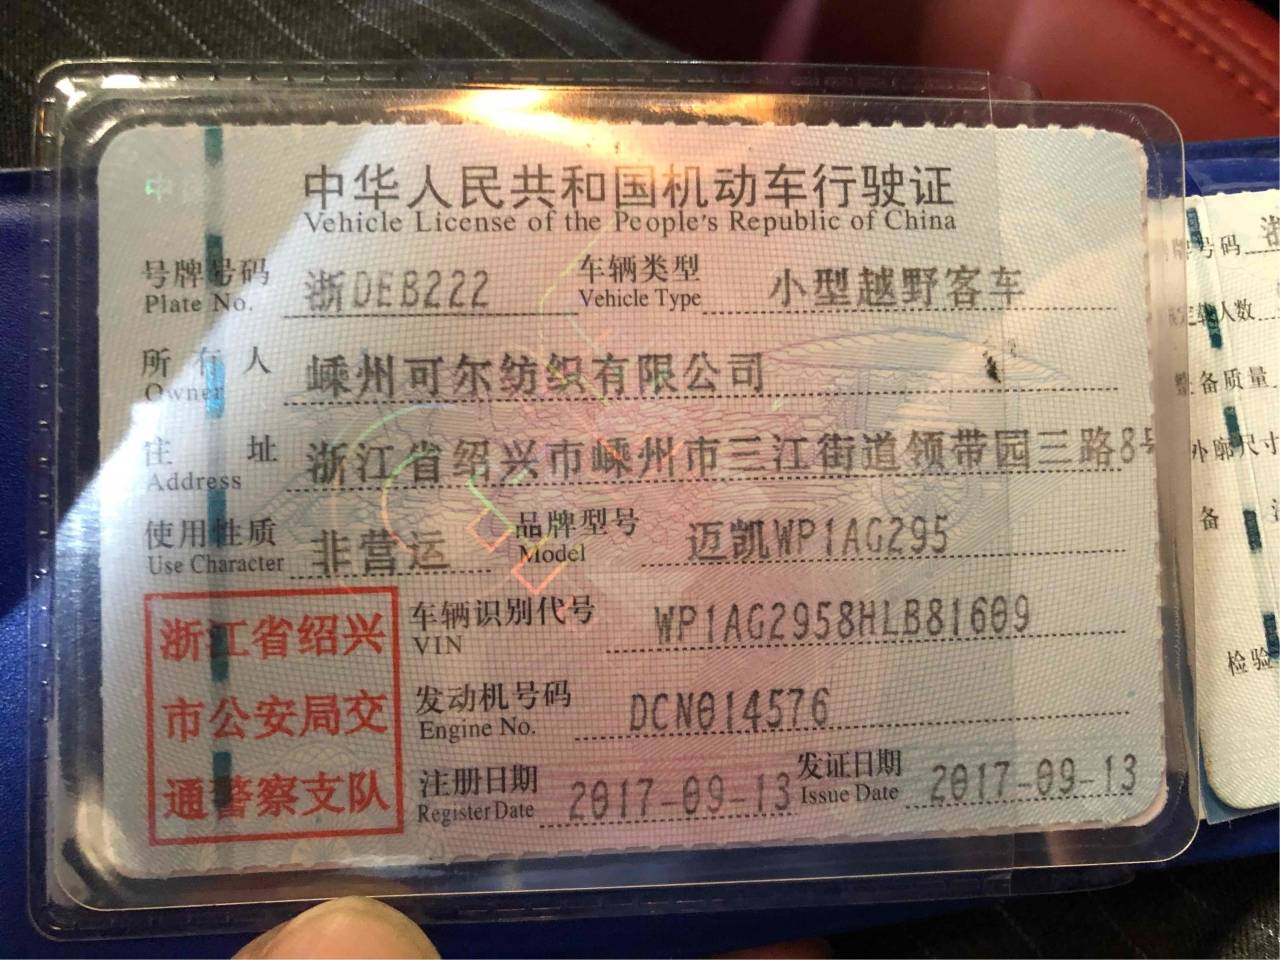 中华人民共和国机动车行驶证
Vehicle License of the People's Republic of China
号牌号码 浙DEB222 车辆类型 小型越野客车
Plate No. Vehicle Type
所有人 嵊州可尔纺织有限公司
Owner
住址 浙江省绍兴市嵊州市三江街道领带园三路8号
Address
使用性质 非营运 品牌型号 迈凯WP1AG295
Use Character Model
浙江省绍兴
市公安局交
通警察支队
车辆识别代号 WP1AG2958HLB81609
VIN
发动机号码 DCN014576
Engine No.
注册日期 2017-09-13 发证日期 2017-09-13
Register Date Issue Date
号码 浙
人数
备质量
外廓尺寸
备
检验